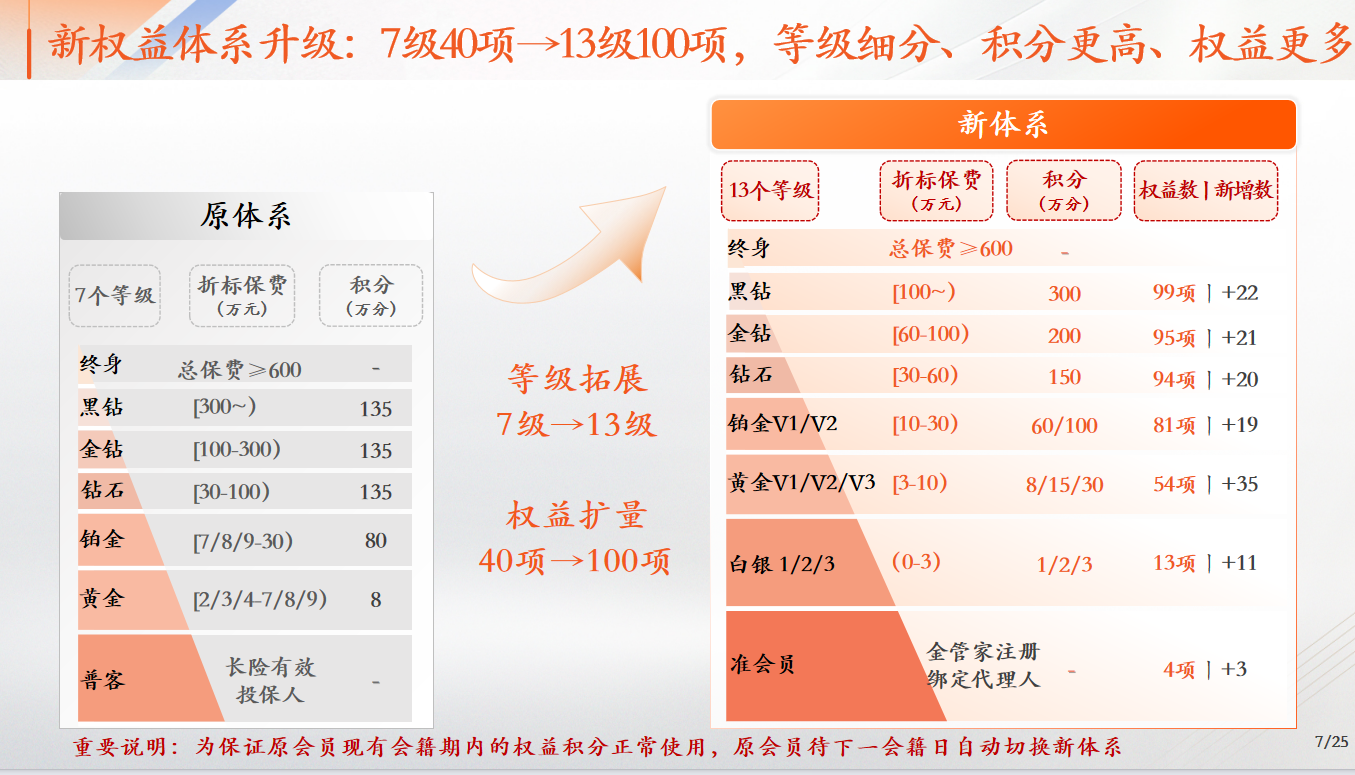 新权益体系升级：7级40项→13级100项，等级细分、积分更高、权益更多
原体系
7个等级 折标保费 积分
(万元) (万分)
终身 总保费≥600 -
黑钻 [300~) 135
金钻 [100-300) 135
钻石 [30-100) 135
铂金 [7/8/9-30) 80
黄金 [2/3/4-7/8/9) 8
普客 长险有效 -
投保人
等级拓展
7级→13级
权益扩量
40项→100项
新体系
13个等级 折标保费 积分 权益数|新增数
(万元) (万分)
终身 总保费≥600 -
黑钻 [100~) 300 99项 | +22
金钻 [60-100) 200 95项 | +21
钻石 [30-60) 150 94项 | +20
铂金V1/V2 [10-30) 60/100 81项 | +19
黄金V1/V2/V3 [3-10) 8/15/30 54项 | +35
白银 1/2/3 (0-3) 1/2/3 13项 | +11
准会员 金管家注册 - 4项 | +3
绑定代理人
重要说明：为保证原会员现有会籍期内的权益积分正常使用，原会员待下一会籍日自动切换新体系
7/25